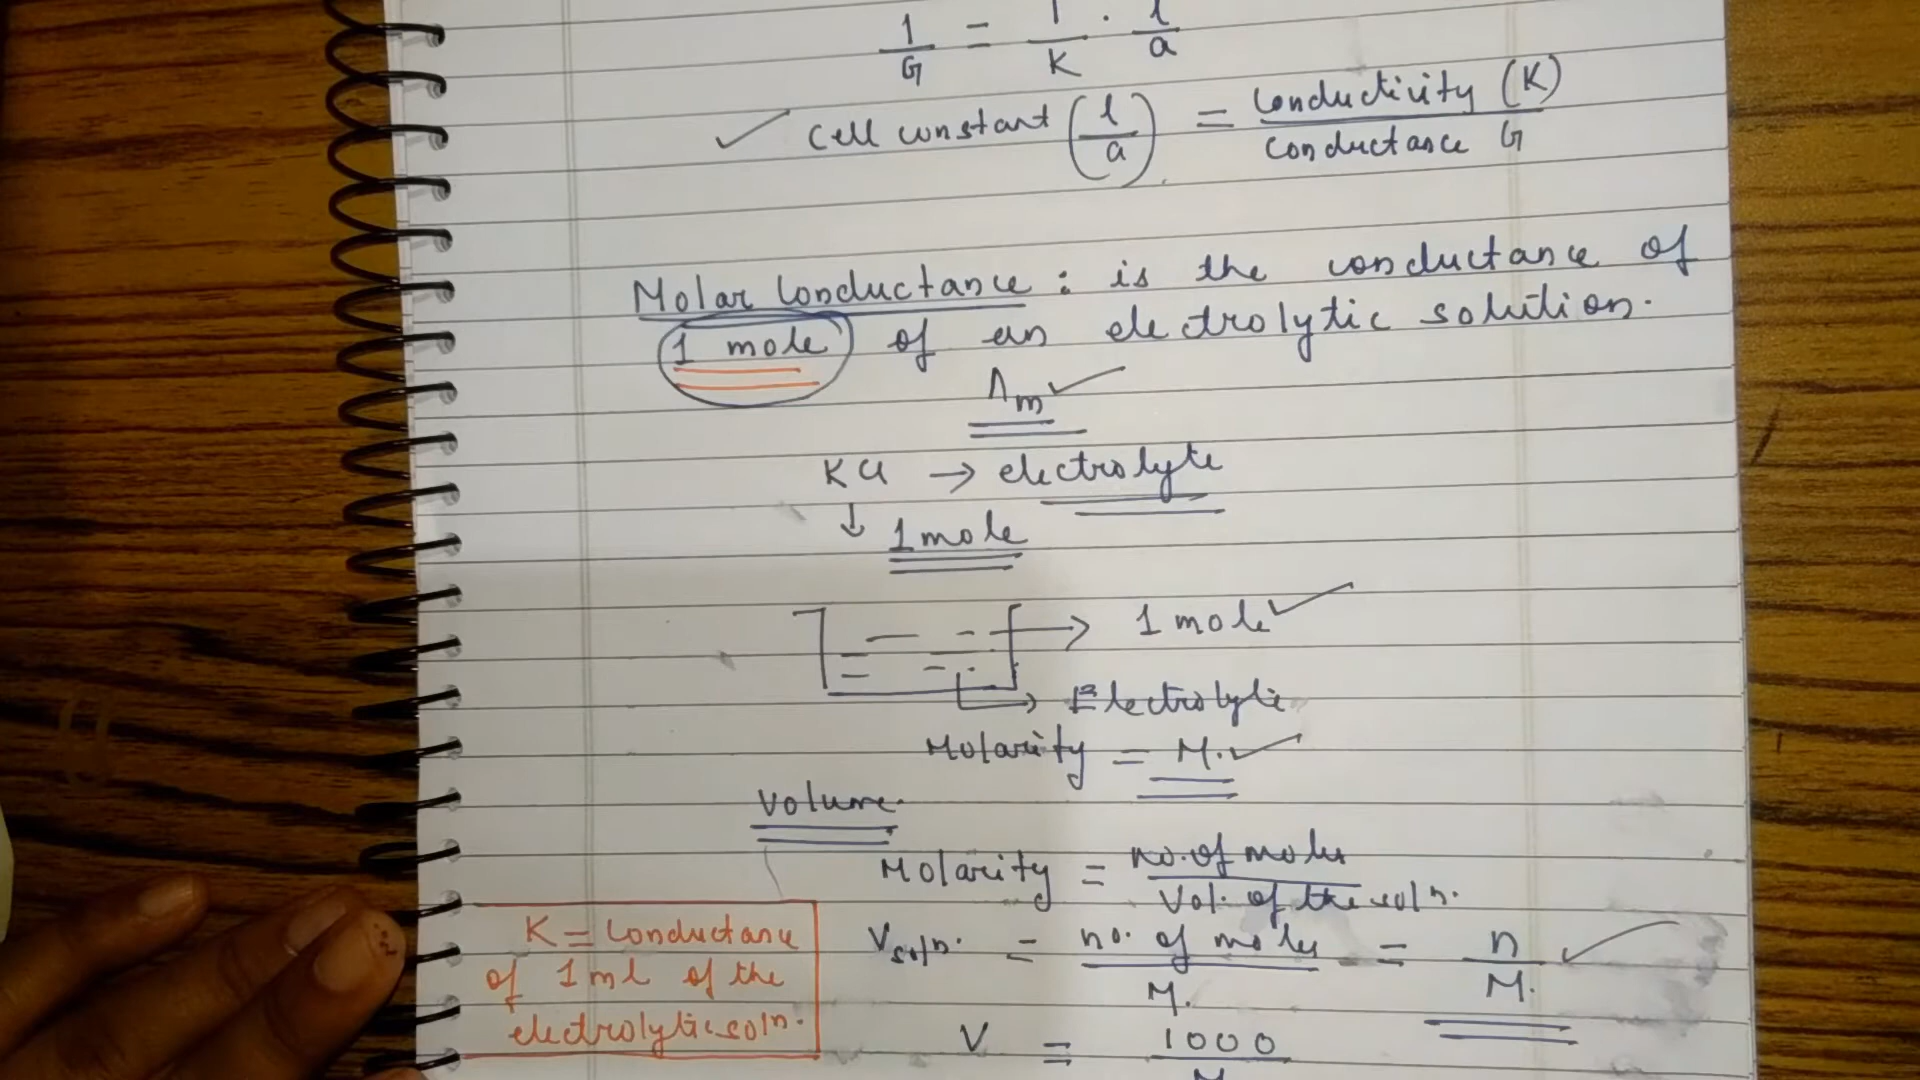 1/G = 1/K . l/a
✓ Cell constant (l/a) = Conductivity (K)/Conductance G
Molar Conductance : is the conductance of
1 mole of an electrolytic solution.
Λm ✓
KCl → electrolyte
↓ 1 mole
→ 1 mole ✓
→ Electrolyte
Molarity = M. ✓
Volume.
Molarity = no. of moles/Vol. of the soln.
Vsoln. = no. of moles/M. = n/M. ✓
V = 1000/M
K = Conductance
of 1 ml of the
electrolytic soln.